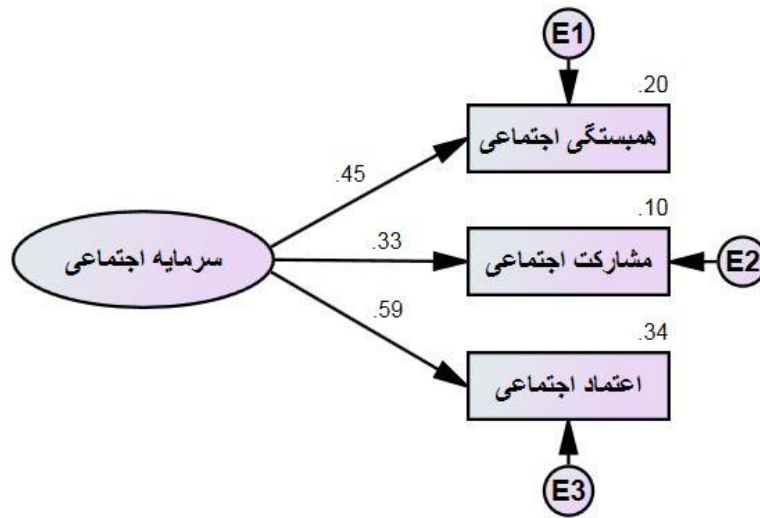 E1
.20
همبستگی اجتماعی
.45
.10
.33
مشارکت اجتماعی
E2
سرمایه اجتماعی
.59
.34
اعتماد اجتماعی
E3